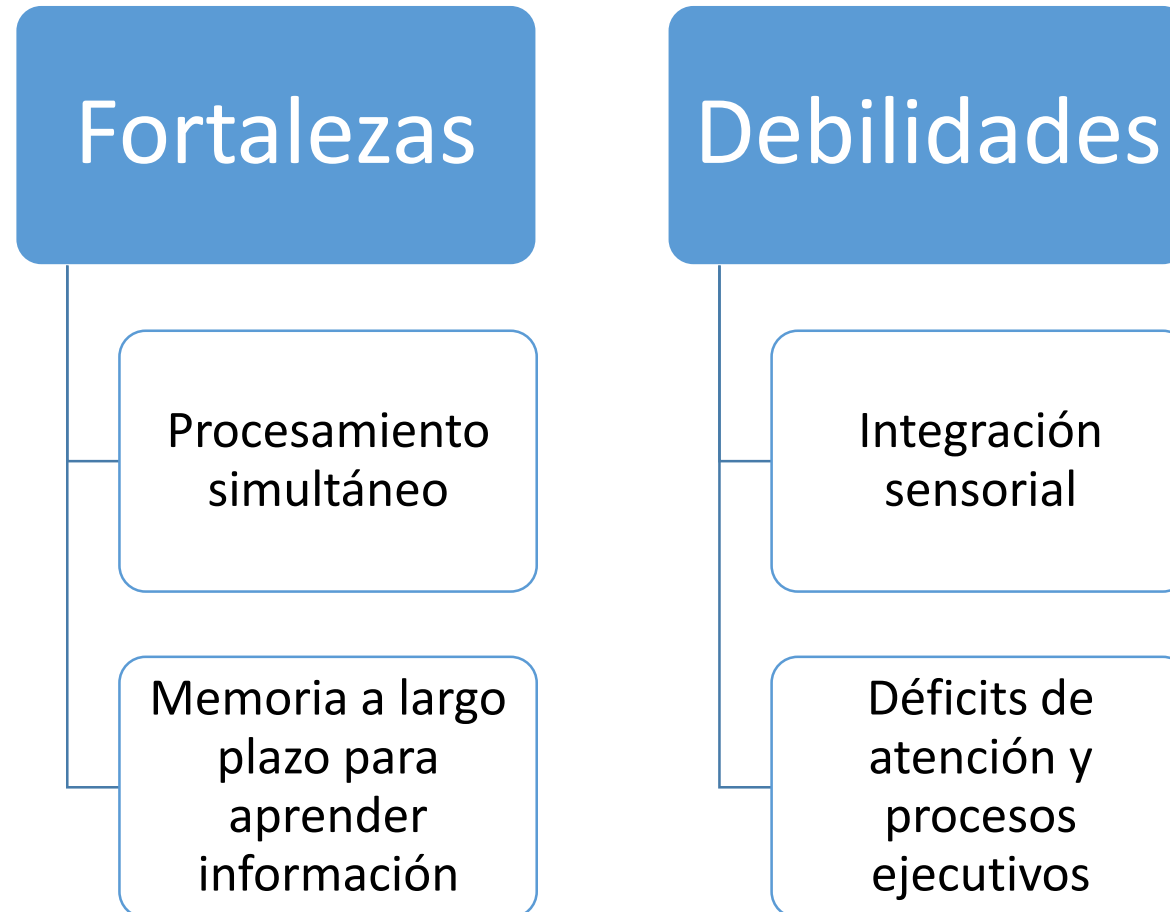 Fortalezas
Procesamiento
simultáneo
Memoria a largo
plazo para
aprender
información
Debilidades
Integración
sensorial
Déficits de
atención y
procesos
ejecutivos